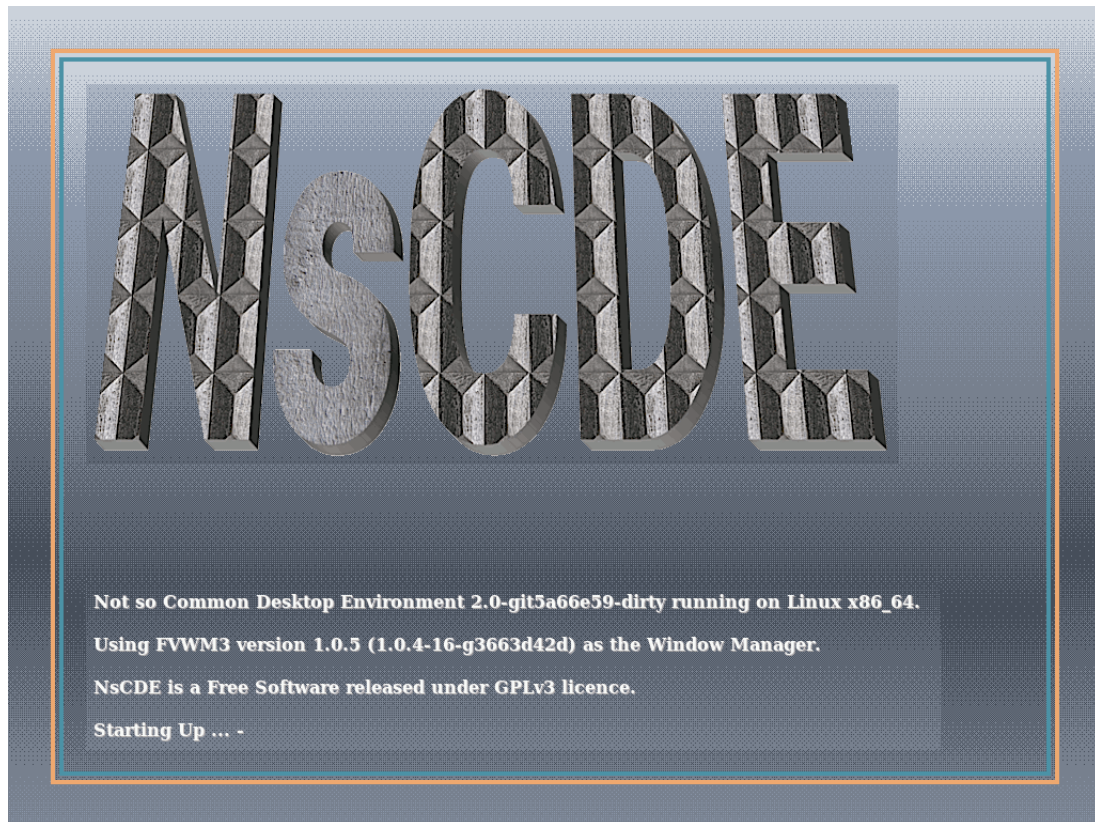 NsCDE
Not so Common Desktop Environment 2.0-git5a66e59-dirty running on Linux x86_64.
Using FVWM3 version 1.0.5 (1.0.4-16-g3663d42d) as the Window Manager.
NsCDE is a Free Software released under GPLv3 licence.
Starting Up ... -